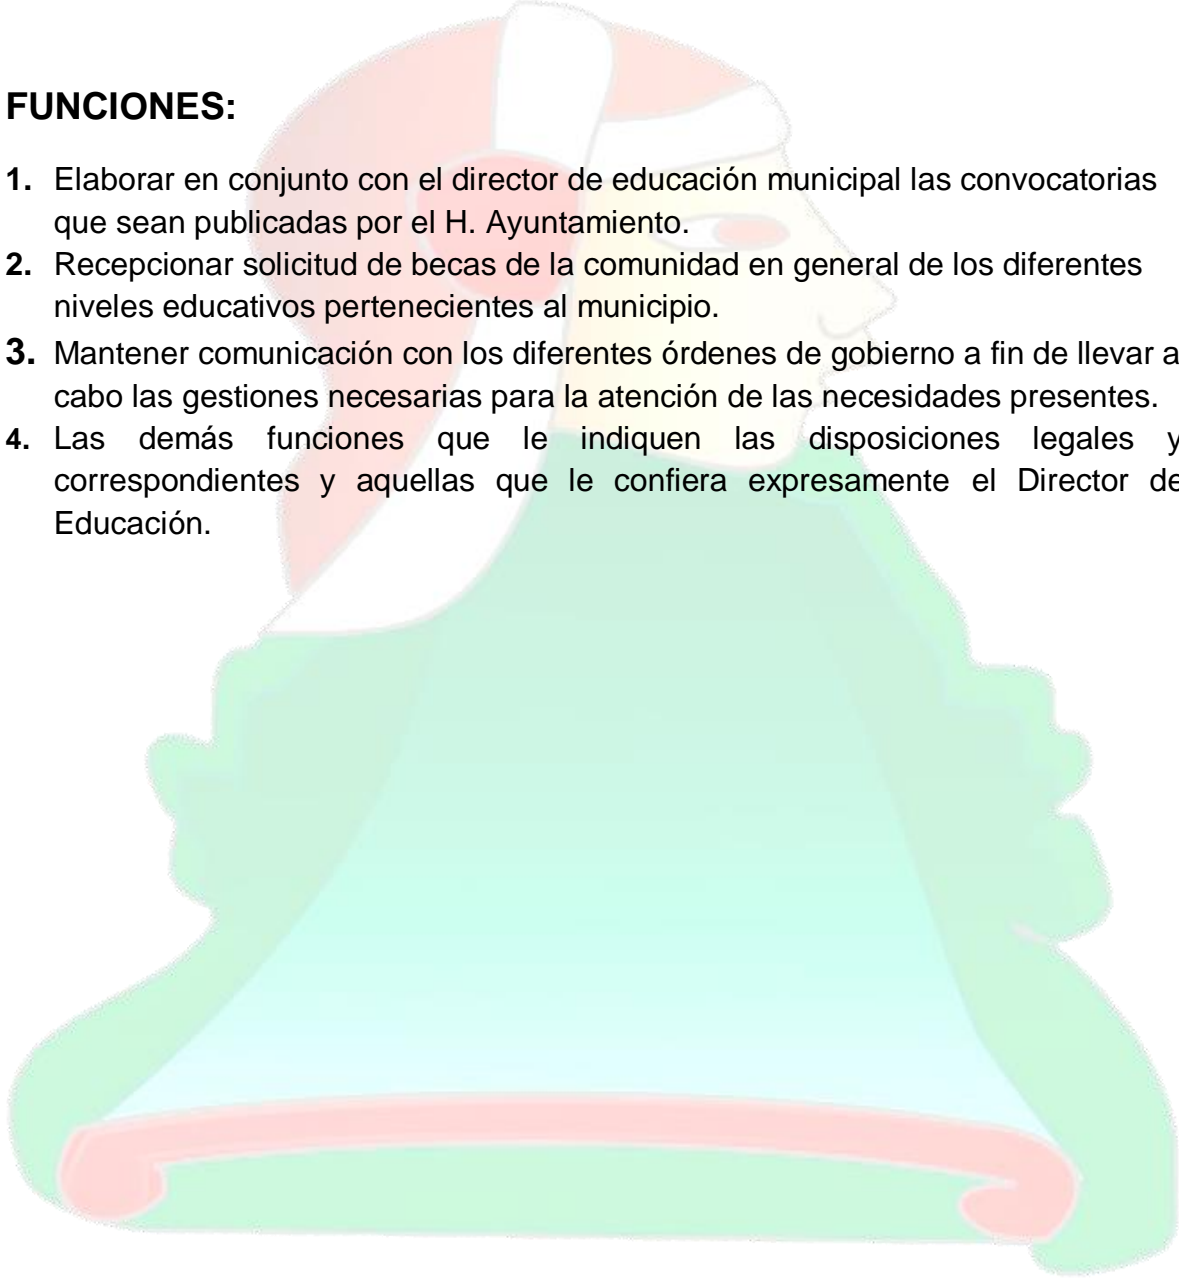 FUNCIONES:
1. Elaborar en conjunto con el director de educación municipal las convocatorias
que sean publicadas por el H. Ayuntamiento.
2. Recepcionar solicitud de becas de la comunidad en general de los diferentes
niveles educativos pertenecientes al municipio.
3. Mantener comunicación con los diferentes órdenes de gobierno a fin de llevar a
cabo las gestiones necesarias para la atención de las necesidades presentes.
4. Las demás funciones que le indiquen las disposiciones legales y
correspondientes y aquellas que le confiera expresamente el Director de
Educación.